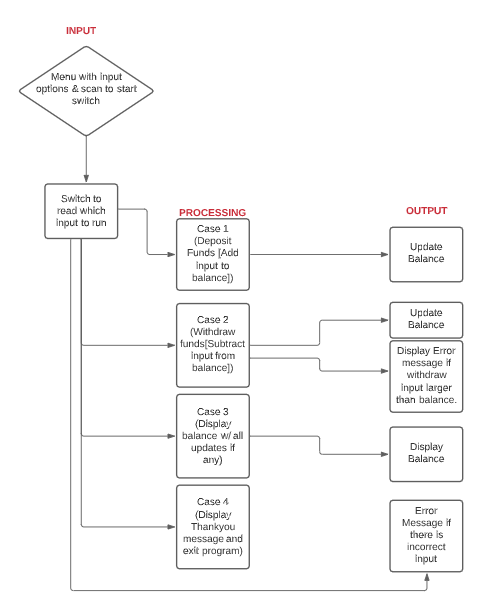 INPUT
Menu with input
options & scan to start
switch
Switch to
read which
input to run
PROCESSING
Case 1
(Deposit
Funds [Add
input to
balance])
Case 2
(Withdraw
funds[Subtract
input from
balance])
Case 3
(Display
balance w/ all
updates if
any)
Case 4
(Display
Thankyou
message and
exit program)
OUTPUT
Update
Balance
Update
Balance
Display Error
message if
withdraw
input larger
than balance.
Display
Balance
Error
Message if
there is
incorrect
input